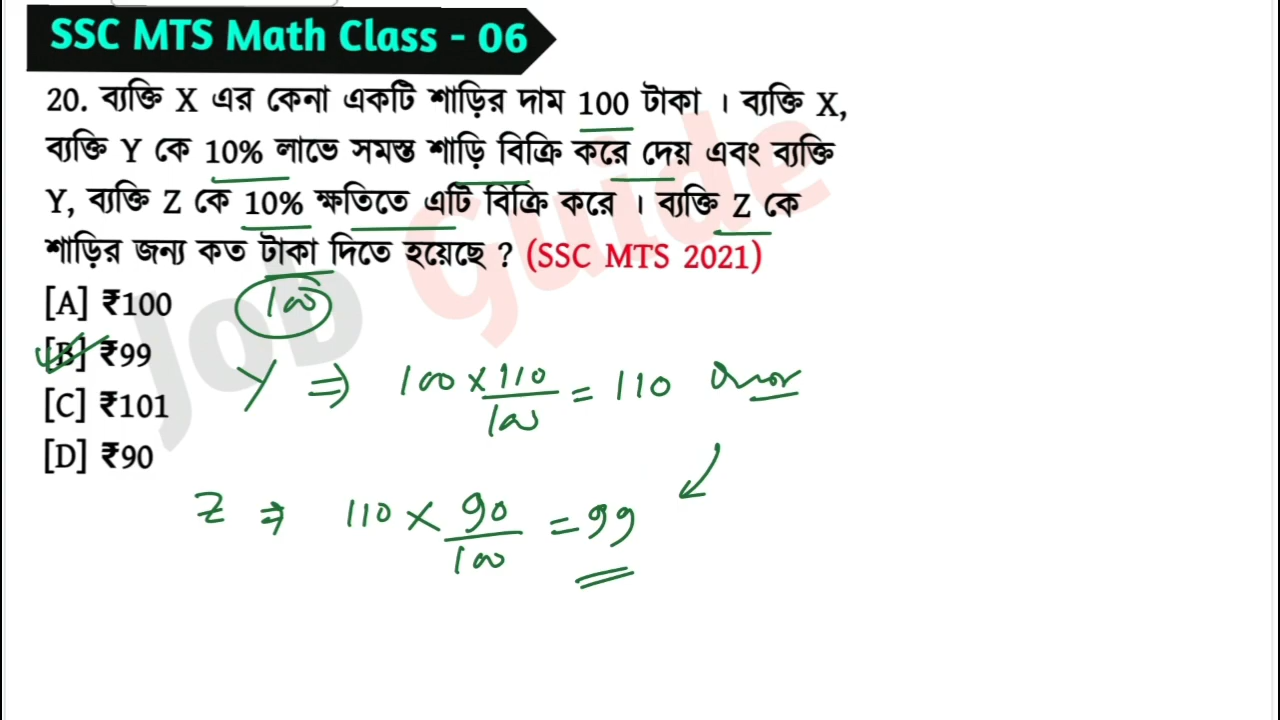 SSC MTS Math Class - 06
20. ব্যক্তি X এর কেনা একটি শাড়ির দাম 100 টাকা । ব্যক্তি X,
ব্যক্তি Y কে 10% লাভে সমস্ত শাড়ি বিক্রি করে দেয় এবং ব্যক্তি
Y, ব্যক্তি Z কে 10% ক্ষতিতে এটি বিক্রি করে । ব্যক্তি Z কে
শাড়ির জন্য কত টাকা দিতে হয়েছে ? (SSC MTS 2021)
[A] ₹100
100
[B] ₹99
Y ⇒ 100 × 110 / 100 = 110
[C] ₹101
[D] ₹90
Z ⇒ 110 × 90 / 100 = 99
Job Guide